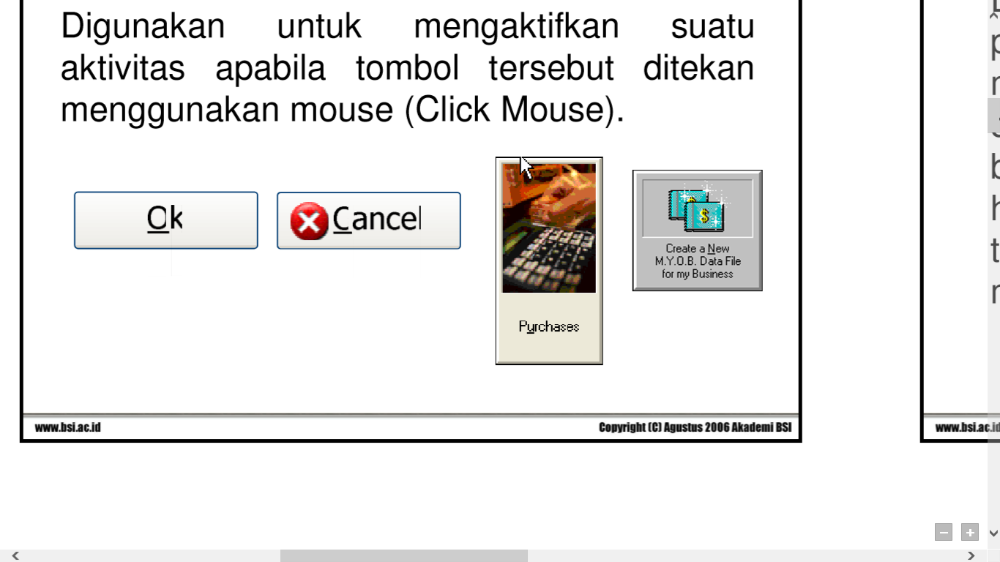 Digunakan untuk mengaktifkan suatu
aktivitas apabila tombol tersebut ditekan
menggunakan mouse (Click Mouse).
Ok
Cancel
Purchases
Create a New
M.Y.O.B. Data File
for my Business
www.bsi.ac.id
Copyright (C) Agustus 2006 Akademi BSI
www.bsi.ac.id